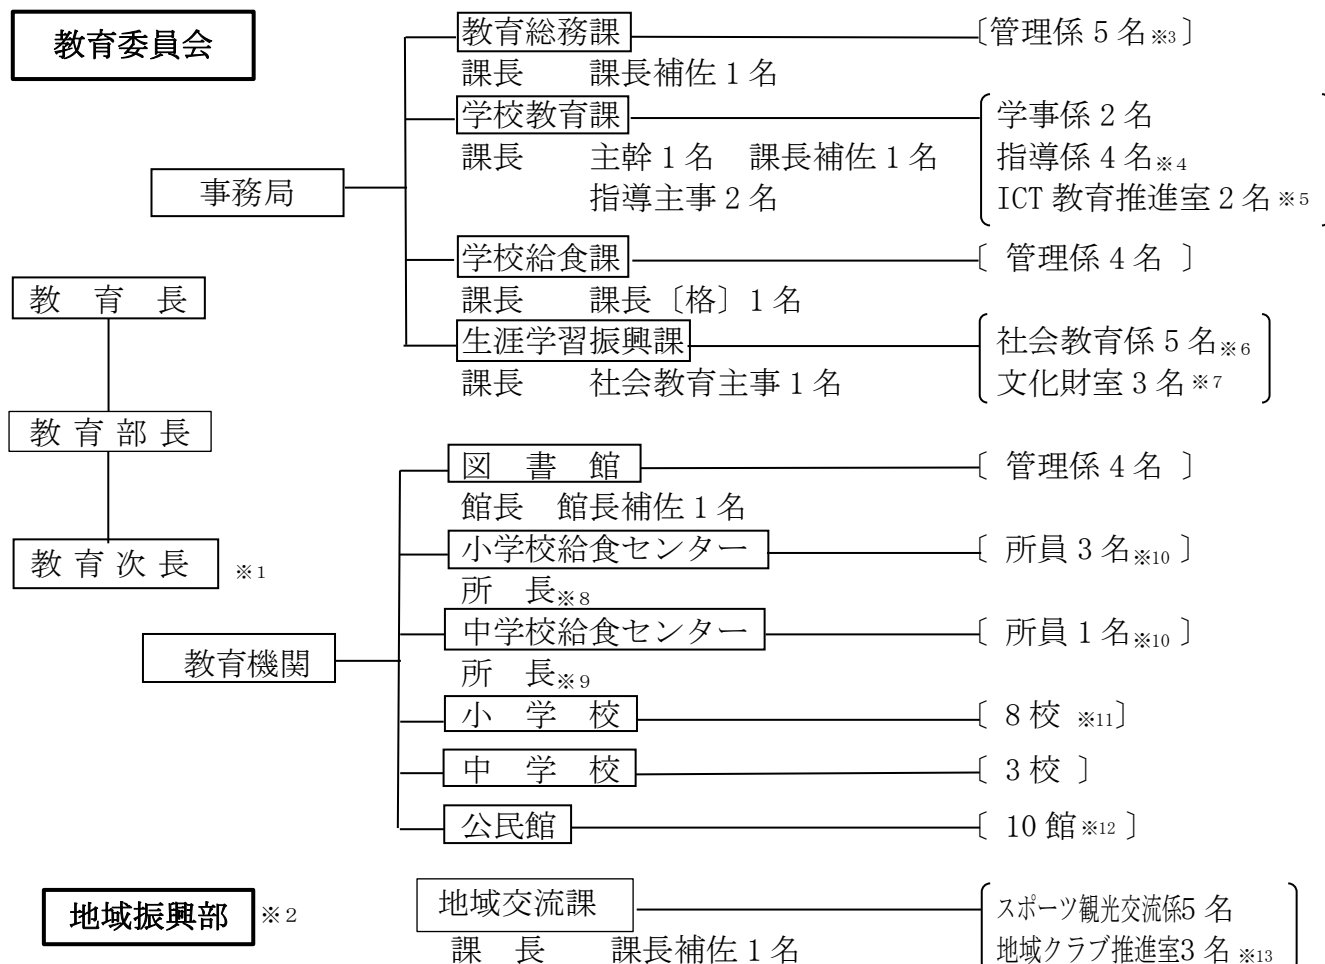 教育委員会
教育総務課 〔管理係 5 名※3〕
課長 課長補佐 1 名
学校教育課 学事係 2 名
課長 主幹 1 名 課長補佐 1 名 指導係 4 名※4
指導主事 2 名 ICT 教育推進室 2 名※5
事務局
学校給食課 〔 管理係 4 名 〕
課長 課長〔格〕1 名
生涯学習振興課 社会教育係 5 名※6
課長 社会教育主事 1 名 文化財室 3 名※7
教 育 長
教 育 部 長
教 育 次 長 ※1
図 書 館 〔 管理係 4 名 〕
館長 館長補佐 1 名
小学校給食センター 〔 所員 3 名※10 〕
所 長※8
中学校給食センター 〔 所員 1 名※10 〕
教育機関
所 長※9
小 学 校 〔 8 校 ※11〕
中 学 校 〔 3 校 〕
公民館 〔 10 館※12 〕
地域振興部 ※2
地域交流課 スポーツ観光交流係5 名
課 長 課長補佐 1 名 地域クラブ推進室3 名 ※13